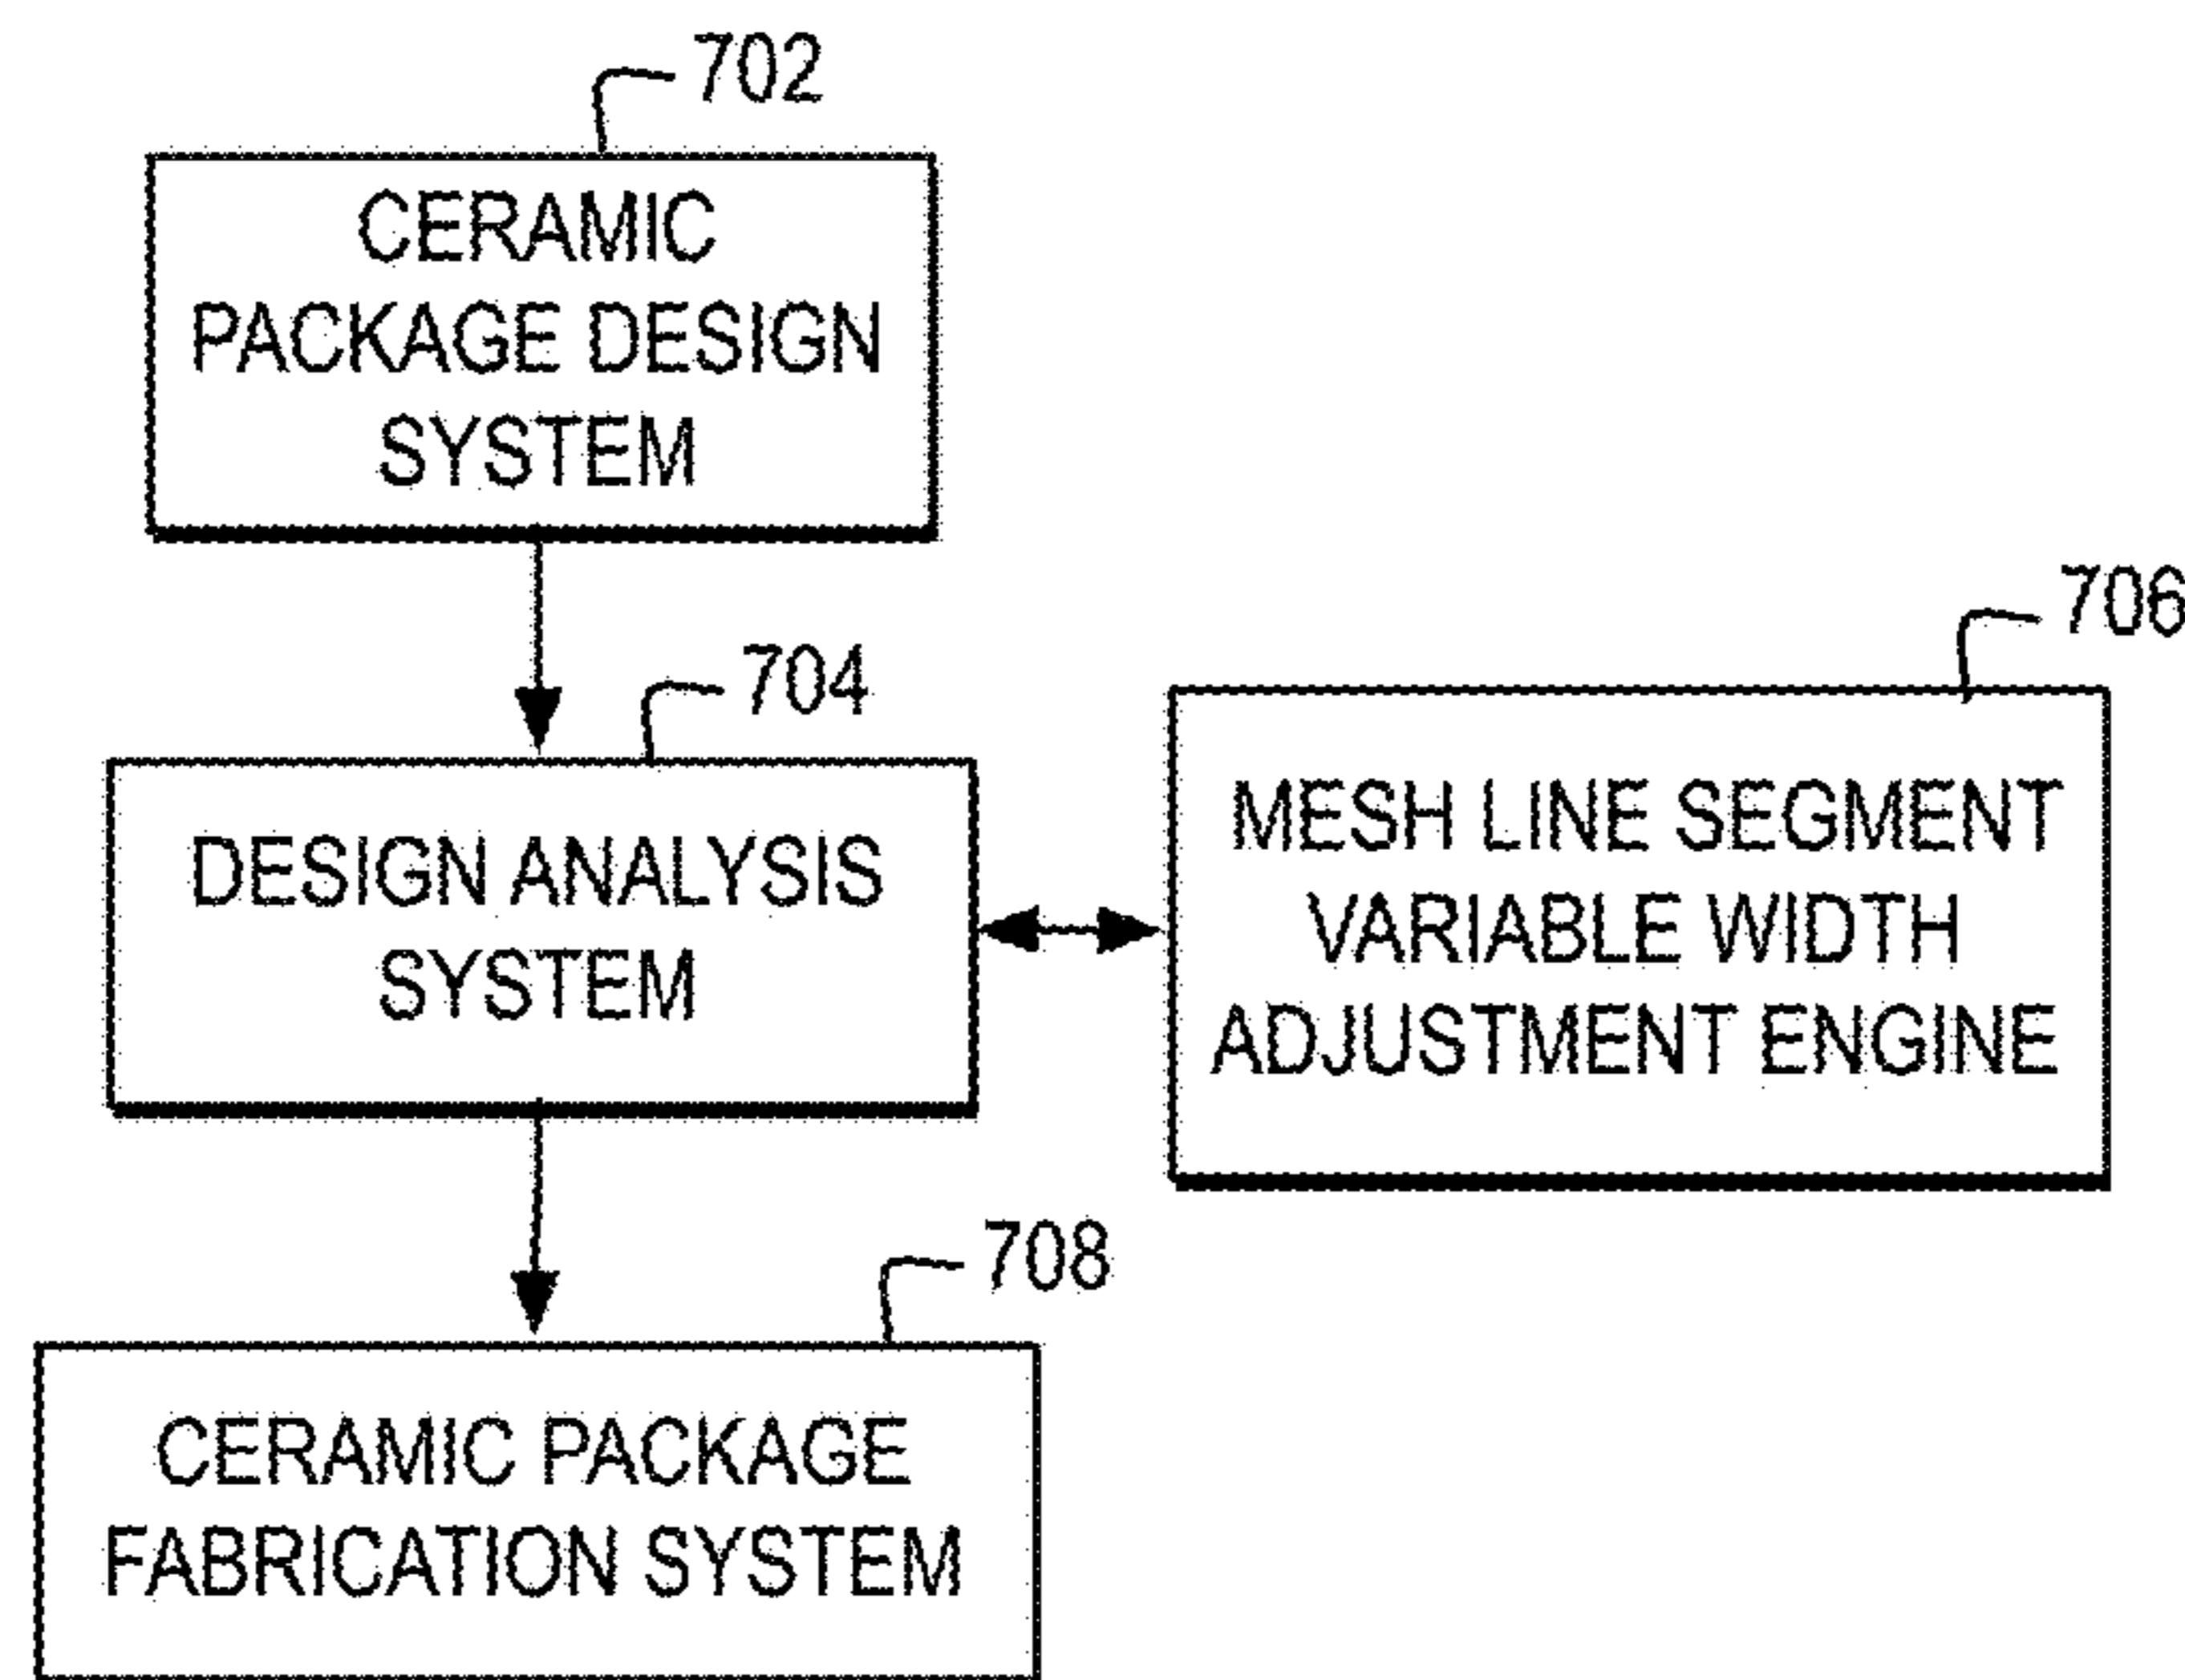 702
CERAMIC
PACKAGE DESIGN
SYSTEM
704
DESIGN ANALYSIS
SYSTEM
706
MESH LINE SEGMENT
VARIABLE WIDTH
ADJUSTMENT ENGINE
708
CERAMIC PACKAGE
FABRICATION SYSTEM